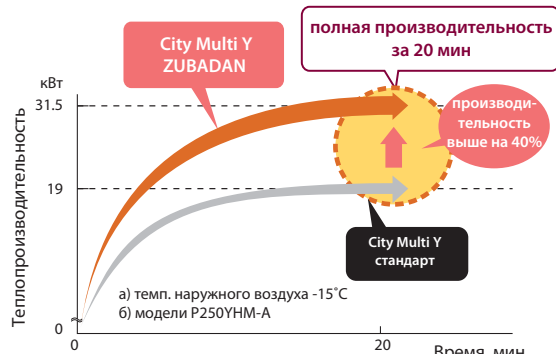 City Multi Y
ZUBADAN
полная производительность
за 20 мин
кВт
31.5
производи-
тельность
выше на 40%
Теплопроизводительность
19
City Multi Y
стандарт
а) темп. наружного воздуха -15˚C
б) модели P250YHM-A
0
0
20
Время, мин